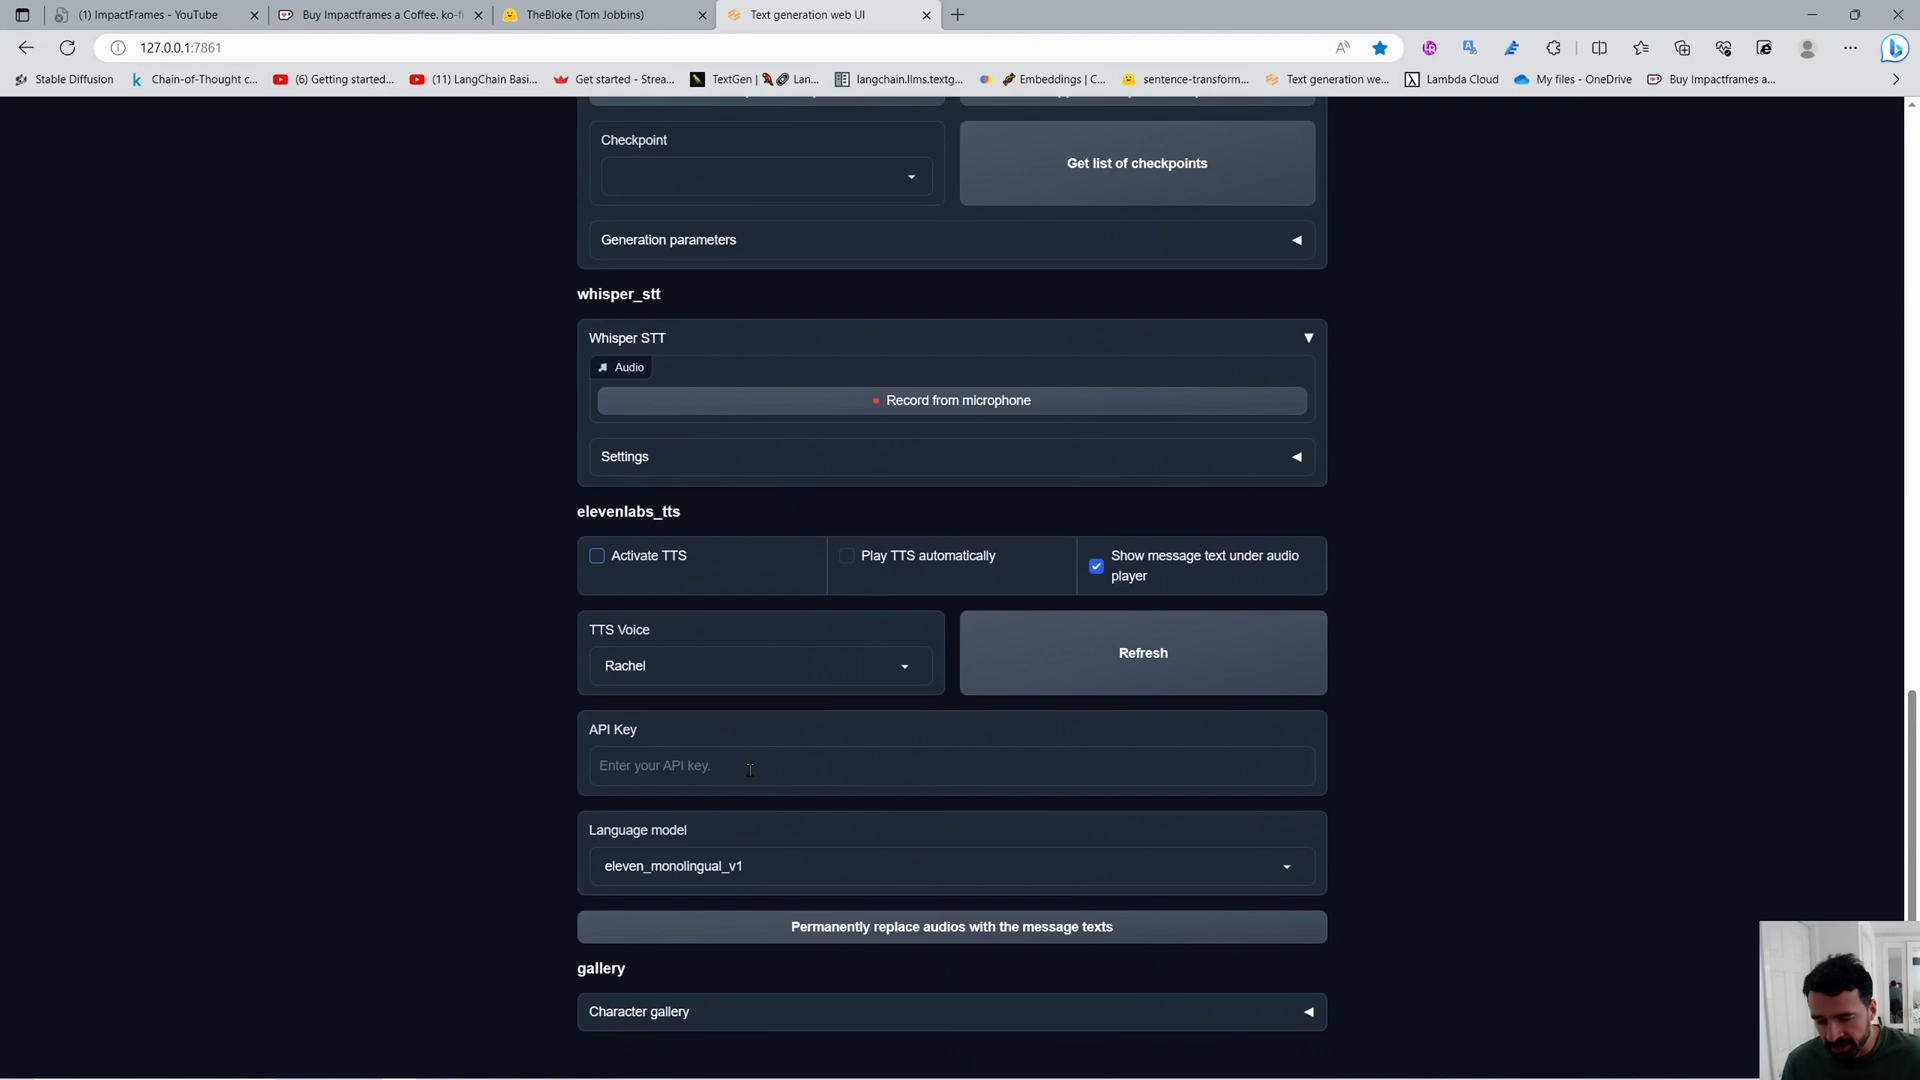 (1) ImpactFrames - YouTube
Buy Impactframes a Coffee. ko-fi
TheBloke (Tom Jobbins)
Text generation web UI
127.0.0.1:7861
Stable Diffusion
Chain-of-Thought c...
(6) Getting started...
(11) LangChain Basi...
Get started - Strea...
TextGen | 🦜🔗 Lan...
langchain.llms.textg...
Embeddings | C...
sentence-transform...
Text generation we...
Lambda Cloud
My files - OneDrive
Buy Impactframes a...
Checkpoint
Get list of checkpoints
Generation parameters
whisper_stt
Whisper STT
Audio
Record from microphone
Settings
elevenlabs_tts
Activate TTS
Play TTS automatically
Show message text under audio
player
TTS Voice
Rachel
Refresh
API Key
Enter your API key.
Language model
eleven_monolingual_v1
Permanently replace audios with the message texts
gallery
Character gallery